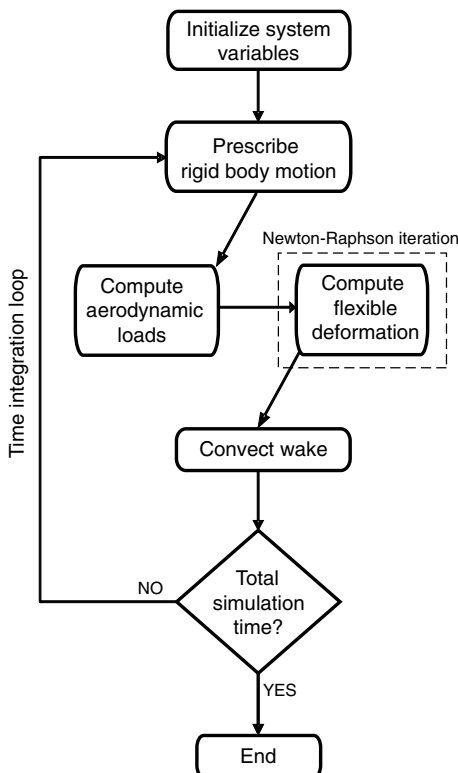 Initialize system
variables
Prescribe
rigid body motion
Newton-Raphson iteration
Compute
aerodynamic
loads
Compute
flexible
deformation
Time integration loop
Convect wake
Total
simulation
time?
NO
YES
End